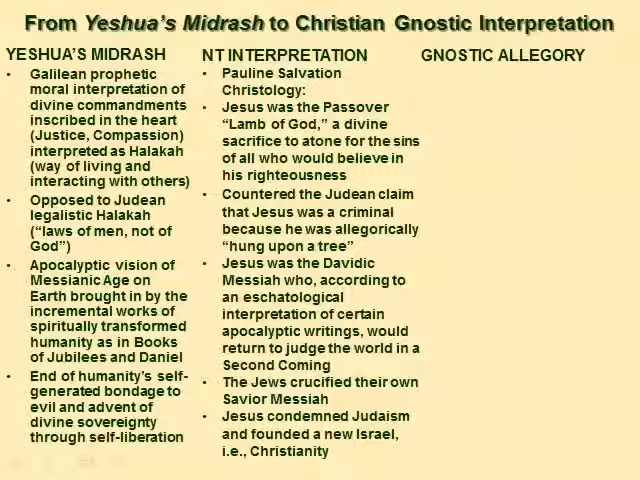 From Yeshua's Midrash to Christian Gnostic Interpretation
YESHUA'S MIDRASH
• Galilean prophetic
moral interpretation of
divine commandments
inscribed in the heart
(Justice, Compassion)
interpreted as Halakah
(way of living and
interacting with others)
• Opposed to Judean
legalistic Halakah
("laws of men, not of
God")
• Apocalyptic vision of
Messianic Age on
Earth brought in by the
incremental works of
spiritually transformed
humanity as in Books
of Jubilees and Daniel
• End of humanity's self-
generated bondage to
evil and advent of
divine sovereignty
through self-liberation
NT INTERPRETATION
• Pauline Salvation
Christology:
• Jesus was the Passover
"Lamb of God," a divine
sacrifice to atone for the sins
of all who would believe in
his righteousness
• Countered the Judean claim
that Jesus was a criminal
because he was allegorically
"hung upon a tree"
• Jesus was the Davidic
Messiah who, according to
an eschatological
interpretation of certain
apocalyptic writings, would
return to judge the world in a
Second Coming
• The Jews crucified their own
Savior Messiah
• Jesus condemned Judaism
and founded a new Israel,
i.e., Christianity
GNOSTIC ALLEGORY